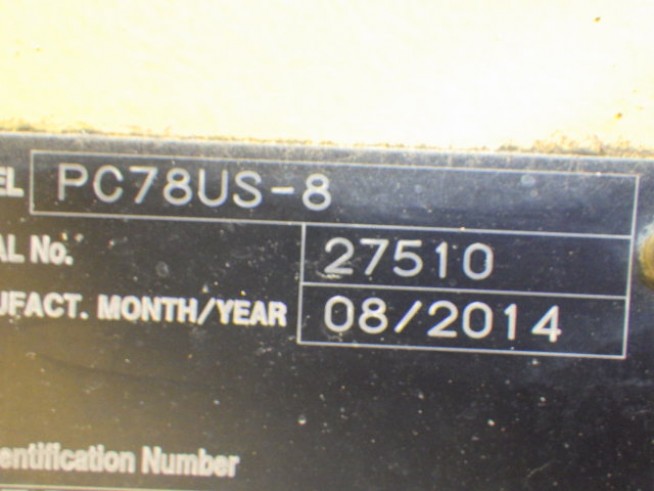 EL PC78US-8
AL No. 27510
UFACT. MONTH/YEAR 08/2014
entification Number